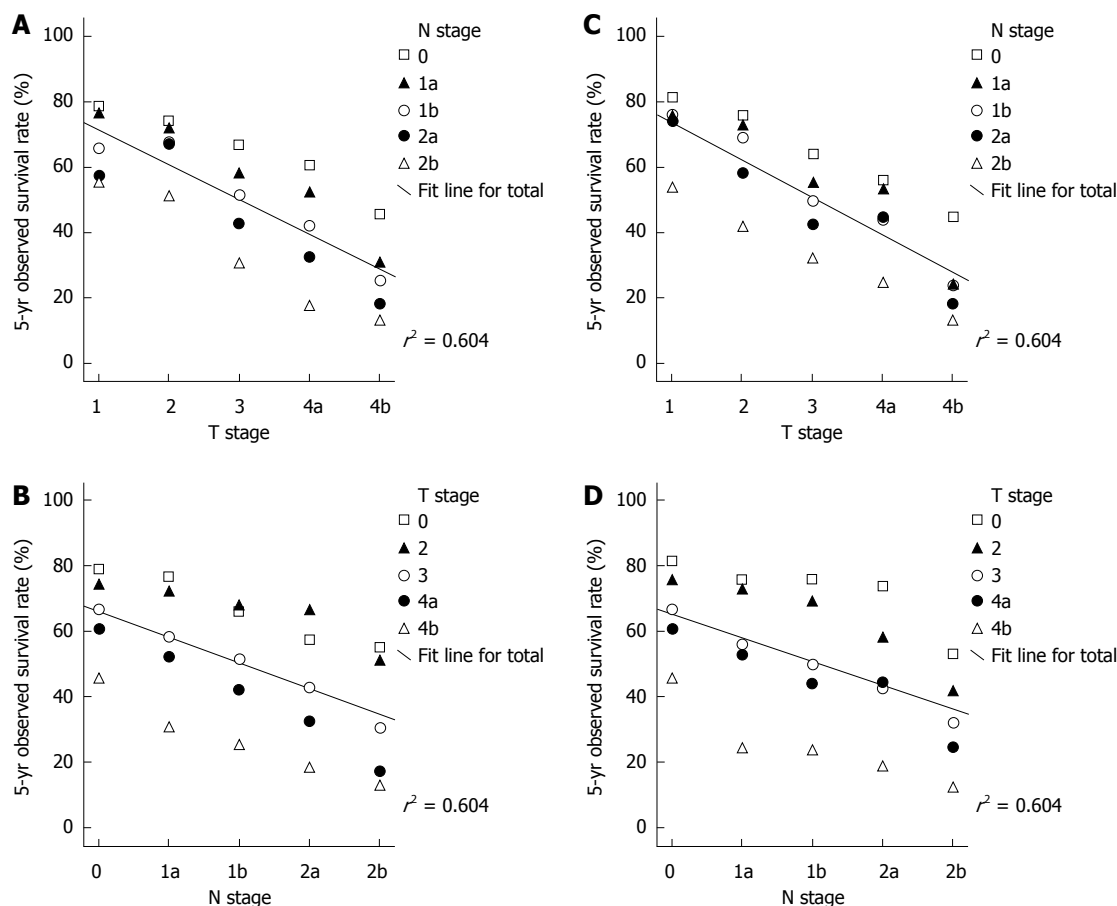 A
5-yr observed survival rate (%)
100
80
60
40
20
0
1 2 3 4a 4b
T stage
N stage
0
1a
1b
2a
2b
Fit line for total
r² = 0.604
C
5-yr observed survival rate (%)
100
80
60
40
20
0
1 2 3 4a 4b
T stage
N stage
0
1a
1b
2a
2b
Fit line for total
r² = 0.604
B
5-yr observed survival rate (%)
100
80
60
40
20
0
0 1a 1b 2a 2b
N stage
T stage
0
2
3
4a
4b
Fit line for total
r² = 0.604
D
5-yr observed survival rate (%)
100
80
60
40
20
0
0 1a 1b 2a 2b
N stage
T stage
0
2
3
4a
4b
Fit line for total
r² = 0.604